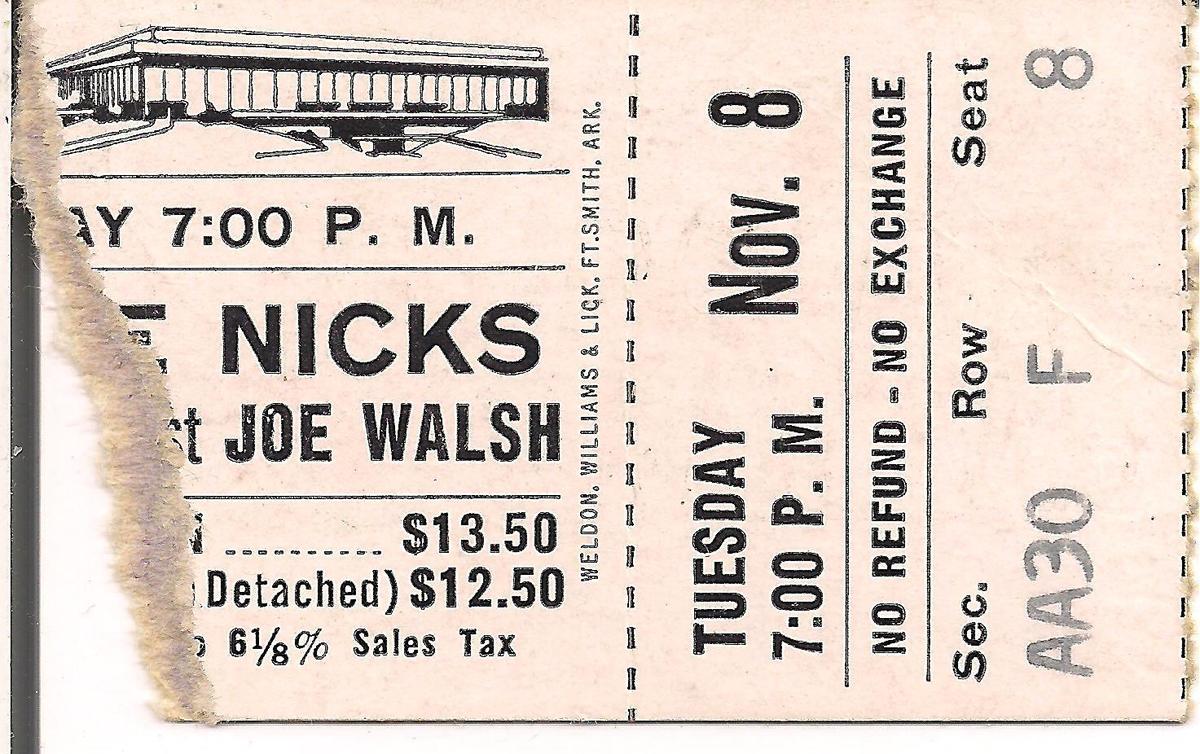 AY 7:00 P. M.
E NICKS
ct JOE WALSH
$13.50
Detached) $12.50
6⅛% Sales Tax
WELDON, WILLIAMS & LICK, FT.SMITH, ARK.
TUESDAY NOV. 8
7:00 P. M.
NO REFUND - NO EXCHANGE
Sec. Row Seat
AA30 F 8